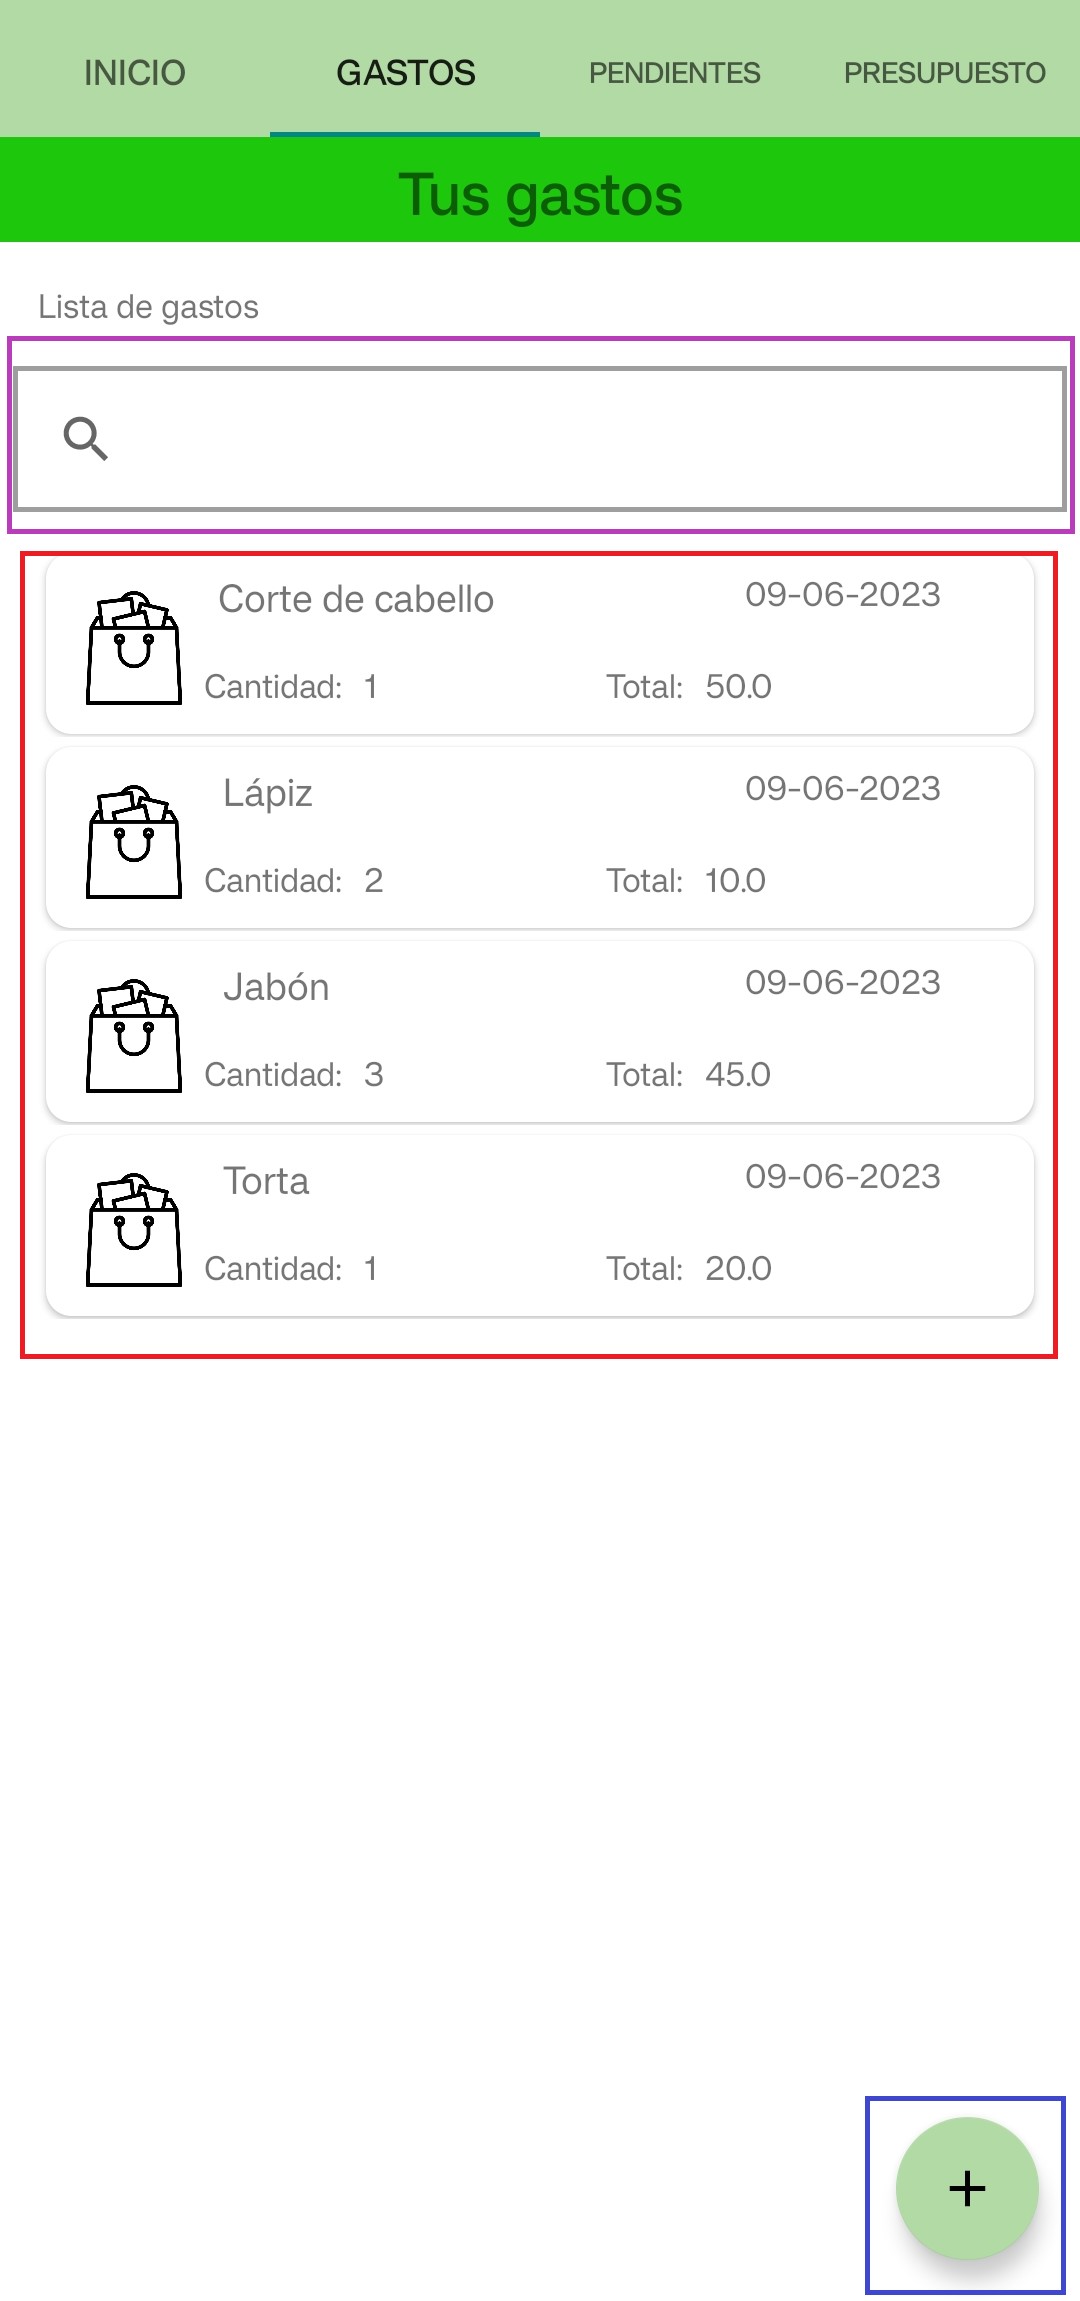 INICIO GASTOS PENDIENTES PRESUPUESTO
Tus gastos
Lista de gastos
Corte de cabello 09-06-2023
Cantidad: 1 Total: 50.0
Lápiz 09-06-2023
Cantidad: 2 Total: 10.0
Jabón 09-06-2023
Cantidad: 3 Total: 45.0
Torta 09-06-2023
Cantidad: 1 Total: 20.0
+